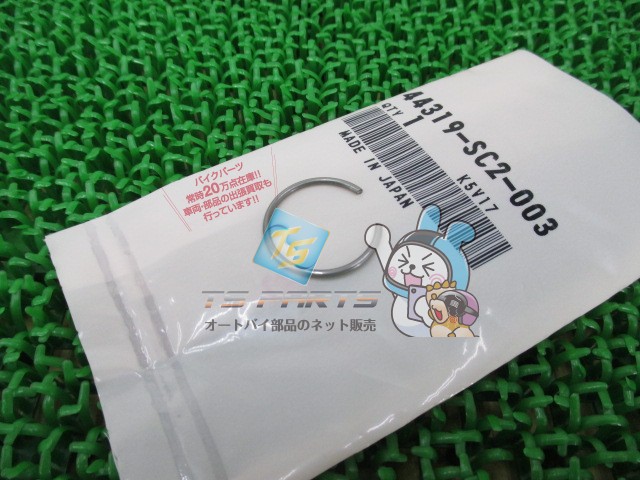 44319-SC2-003
QTY 1
K5V17
MADE IN JAPAN
バイクパーツ
常時20万点在庫!!
車両・部品の出張買取も
行っています!!
TS PARTS
オートバイ部品のネット販売